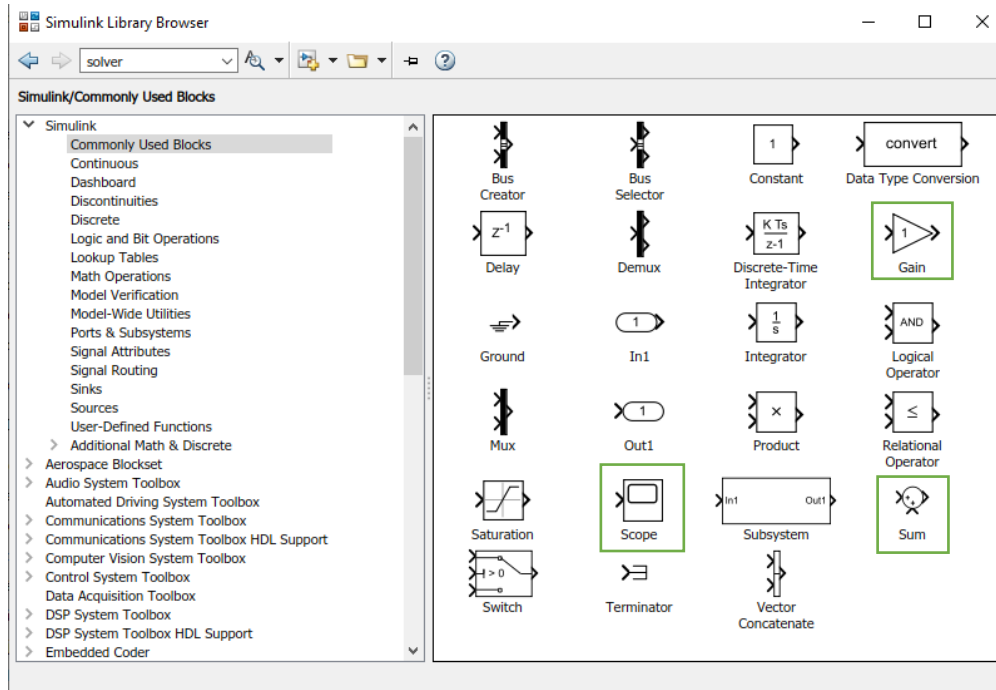 Simulink Library Browser
solver
Simulink/Commonly Used Blocks
Simulink
Commonly Used Blocks
Continuous
Dashboard
Discontinuities
Discrete
Logic and Bit Operations
Lookup Tables
Math Operations
Model Verification
Model-Wide Utilities
Ports & Subsystems
Signal Attributes
Signal Routing
Sinks
Sources
User-Defined Functions
Additional Math & Discrete
Aerospace Blockset
Audio System Toolbox
Automated Driving System Toolbox
Communications System Toolbox
Communications System Toolbox HDL Support
Computer Vision System Toolbox
Control System Toolbox
Data Acquisition Toolbox
DSP System Toolbox
DSP System Toolbox HDL Support
Embedded Coder
Bus
Creator
Bus
Selector
1
Constant
convert
Data Type Conversion
z-1
Delay
Demux
K Ts
z-1
Discrete-Time
Integrator
1
Gain
Ground
1
In1
1
s
Integrator
AND
Logical
Operator
Mux
1
Out1
×
Product
≤
Relational
Operator
Saturation
Scope
In1 Out1
Subsystem
+ +
Sum
> 0
Switch
Terminator
Vector
Concatenate